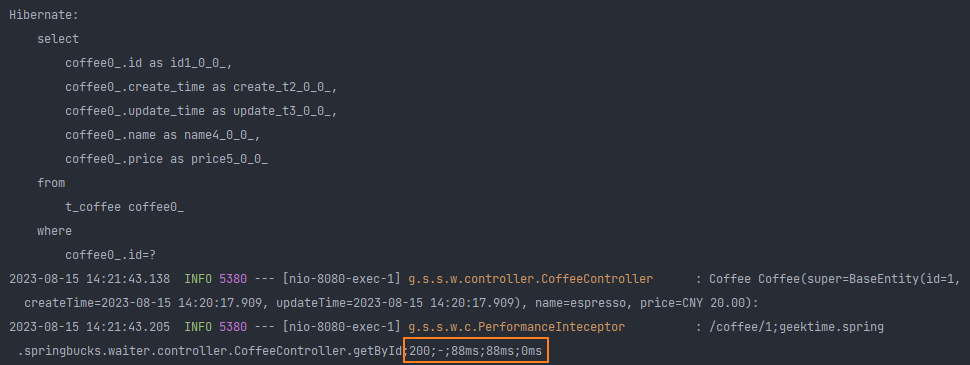 Hibernate:
select
coffee0_.id as id1_0_0_,
coffee0_.create_time as create_t2_0_0_,
coffee0_.update_time as update_t3_0_0_,
coffee0_.name as name4_0_0_,
coffee0_.price as price5_0_0_
from
t_coffee coffee0_
where
coffee0_.id=?
2023-08-15 14:21:43.138  INFO 5380 --- [nio-8080-exec-1] g.s.s.w.controller.CoffeeController      : Coffee Coffee(super=BaseEntity(id=1,
createTime=2023-08-15 14:20:17.909, updateTime=2023-08-15 14:20:17.909), name=espresso, price=CNY 20.00):
2023-08-15 14:21:43.205  INFO 5380 --- [nio-8080-exec-1] g.s.s.w.c.PerformanceInteceptor          : /coffee/1;geektime.spring
.springbucks.waiter.controller.CoffeeController.getById;200;-;88ms;88ms;0ms